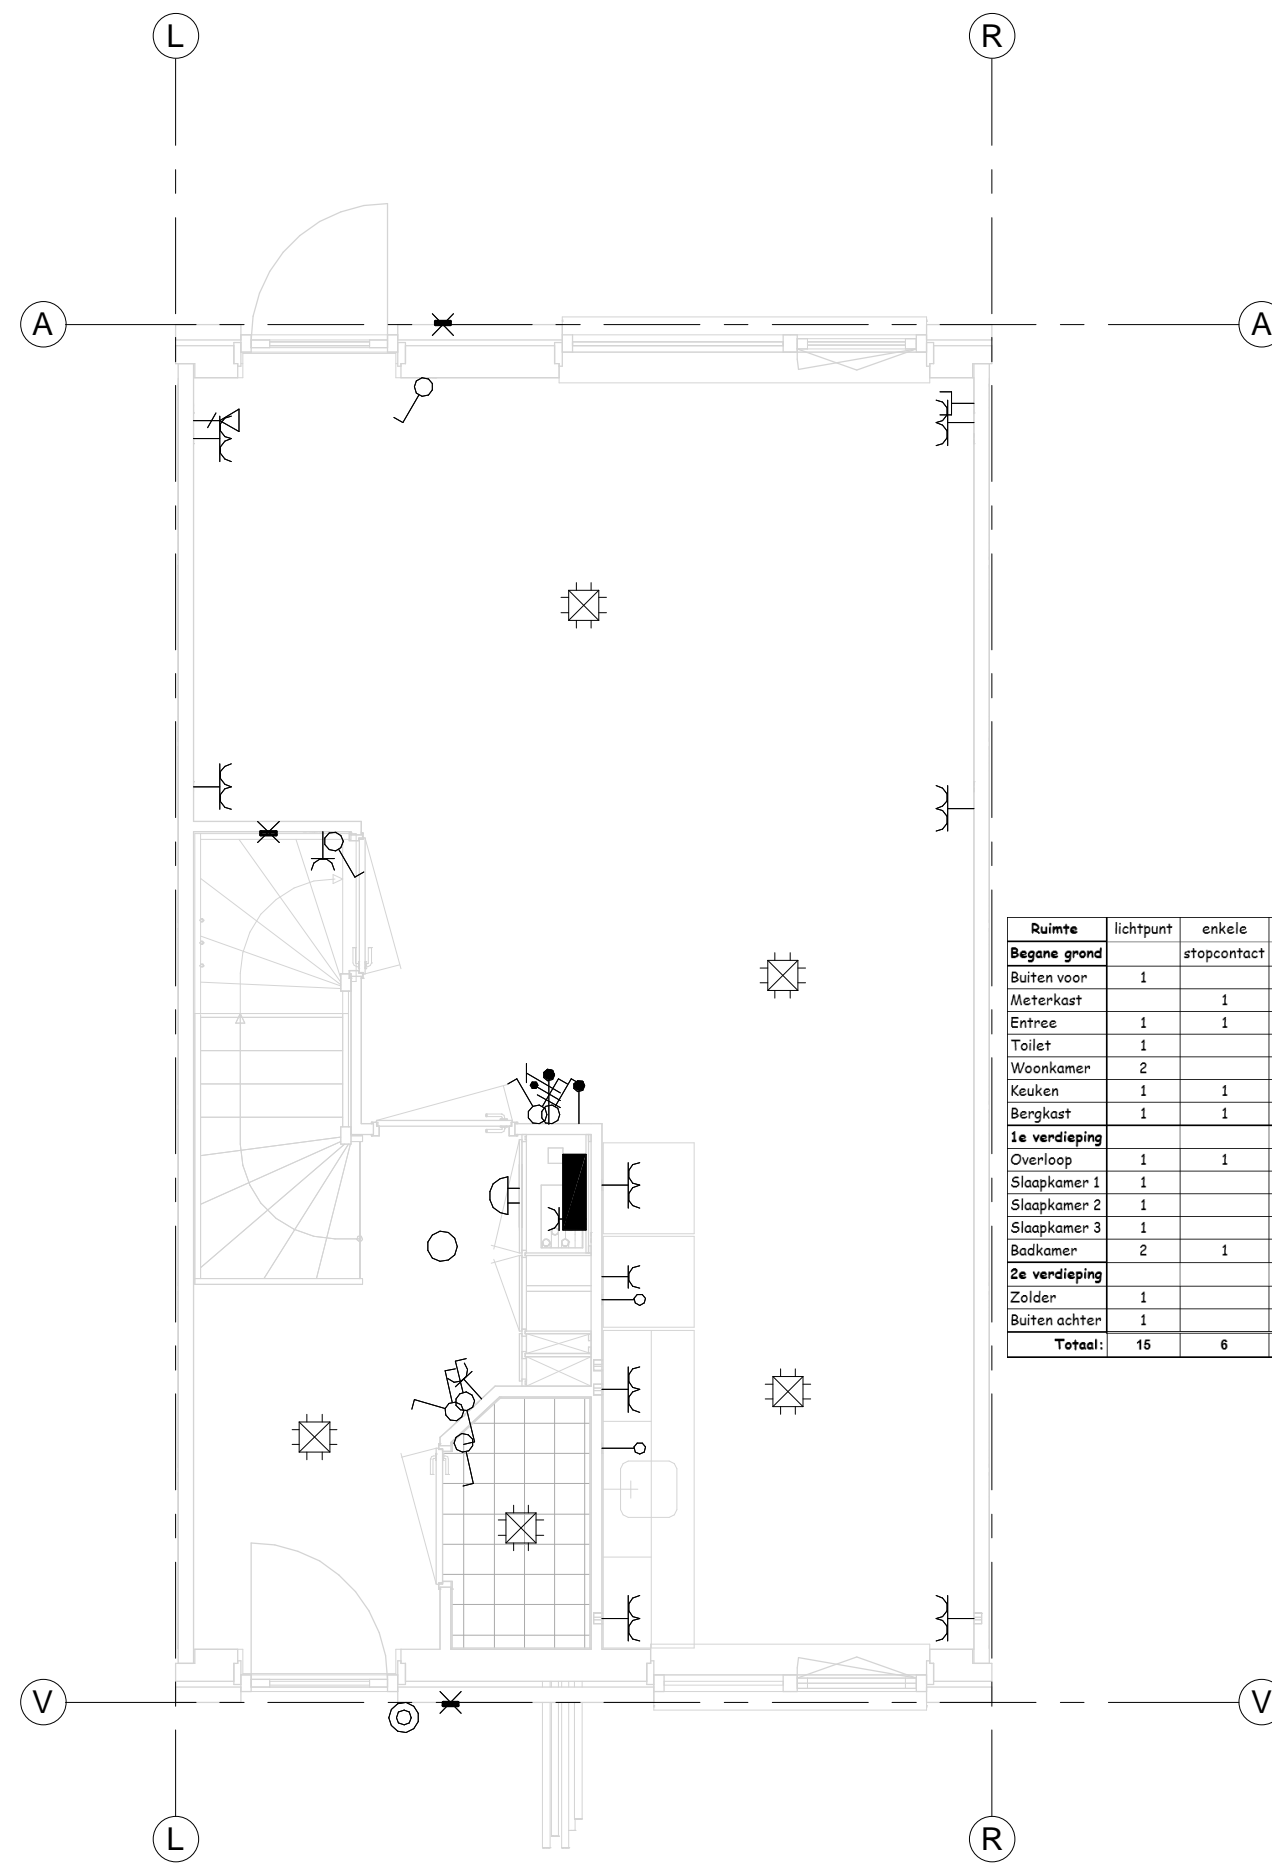 L R
A A
Ruimte lichtpunt enkele
Begane grond stopcontact
Buiten voor 1
Meterkast 1
Entree 1 1
Toilet 1
Woonkamer 2
Keuken 1 1
Bergkast 1 1
1e verdieping
Overloop 1 1
Slaapkamer 1 1
Slaapkamer 2 1
Slaapkamer 3 1
Badkamer 2 1
2e verdieping
Zolder 1
Buiten achter 1
Totaal: 15 6
V V
L R